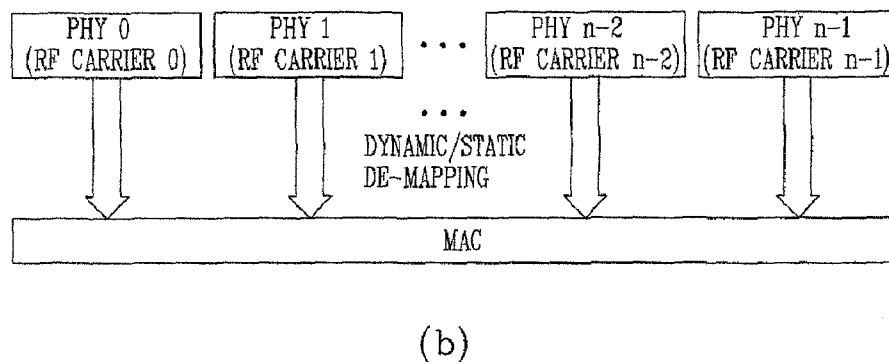 PHY 0
(RF CARRIER 0)
PHY 1
(RF CARRIER 1)
...
PHY n-2
(RF CARRIER n-2)
PHY n-1
(RF CARRIER n-1)
...
DYNAMIC/STATIC
DE-MAPPING
MAC
(b)